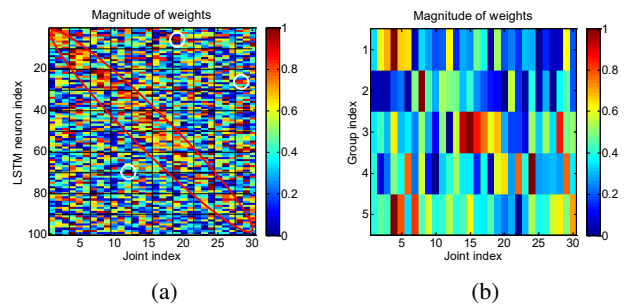 Magnitude of weights
LSTM neuron index
20
40
60
80
100
5 10 15 20 25 30
Joint index
1
0.8
0.6
0.4
0.2
0
(a)
Magnitude of weights
Group index
1
2
3
4
5
5 10 15 20 25 30
Joint index
1
0.8
0.6
0.4
0.2
0
(b)